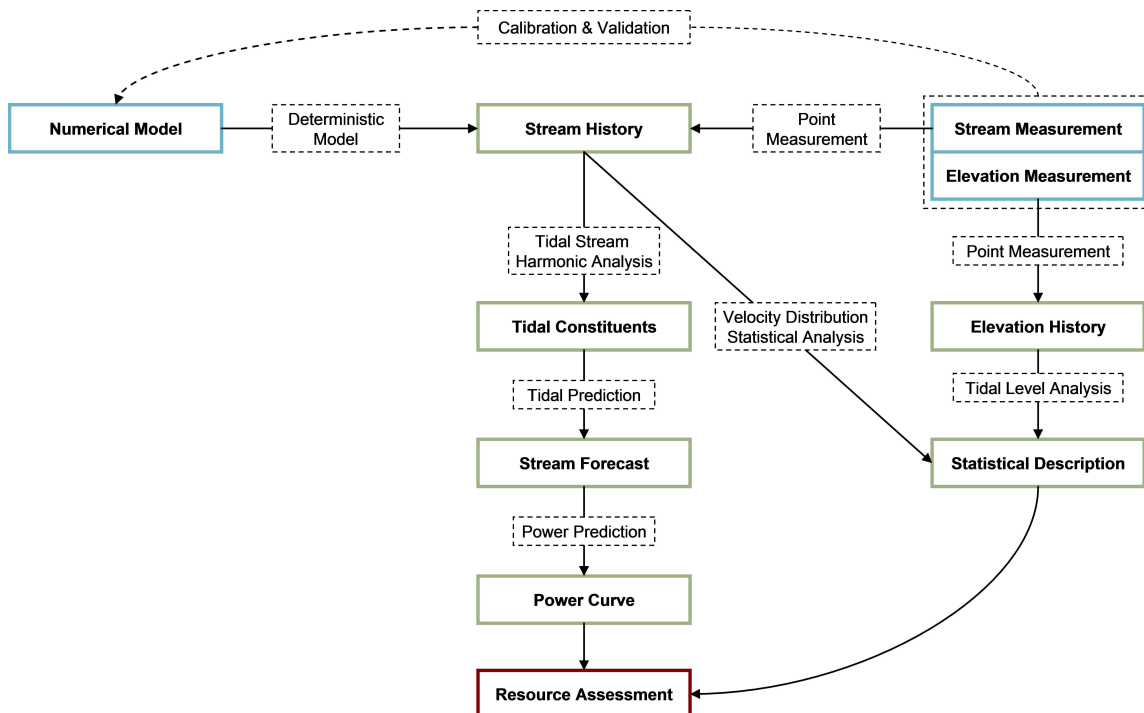 Calibration & Validation
Numerical Model
Deterministic
Model
Stream History
Point
Measurement
Stream Measurement
Elevation Measurement
Tidal Stream
Harmonic Analysis
Point Measurement
Tidal Constituents
Velocity Distribution
Statistical Analysis
Elevation History
Tidal Prediction
Tidal Level Analysis
Stream Forecast
Statistical Description
Power Prediction
Power Curve
Resource Assessment